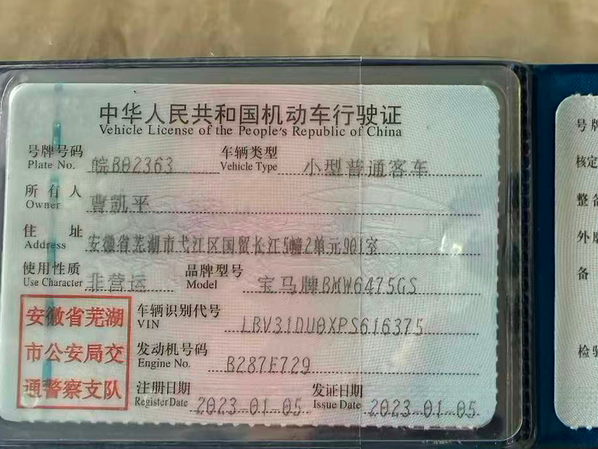 中华人民共和国机动车行驶证
Vehicle License of the People's Republic of China
号牌号码 皖B02363 车辆类型 小型普通客车
Plate No. Vehicle Type
所有人 曹凯平
Owner
住址 安徽省芜湖市弋江区国贸长江5幢2单元901室
Address
使用性质 非营运 品牌型号 宝马牌BMW6475GS
Use Character Model
安徽省芜湖
市公安局交
通警察支队
车辆识别代号 LBV31DU0XPS616375
VIN
发动机号码 B287E729
Engine No.
注册日期 2023-01-05 发证日期 2023-01-05
Register Date Issue Date
号牌
核定
整备
外廓
备
检验